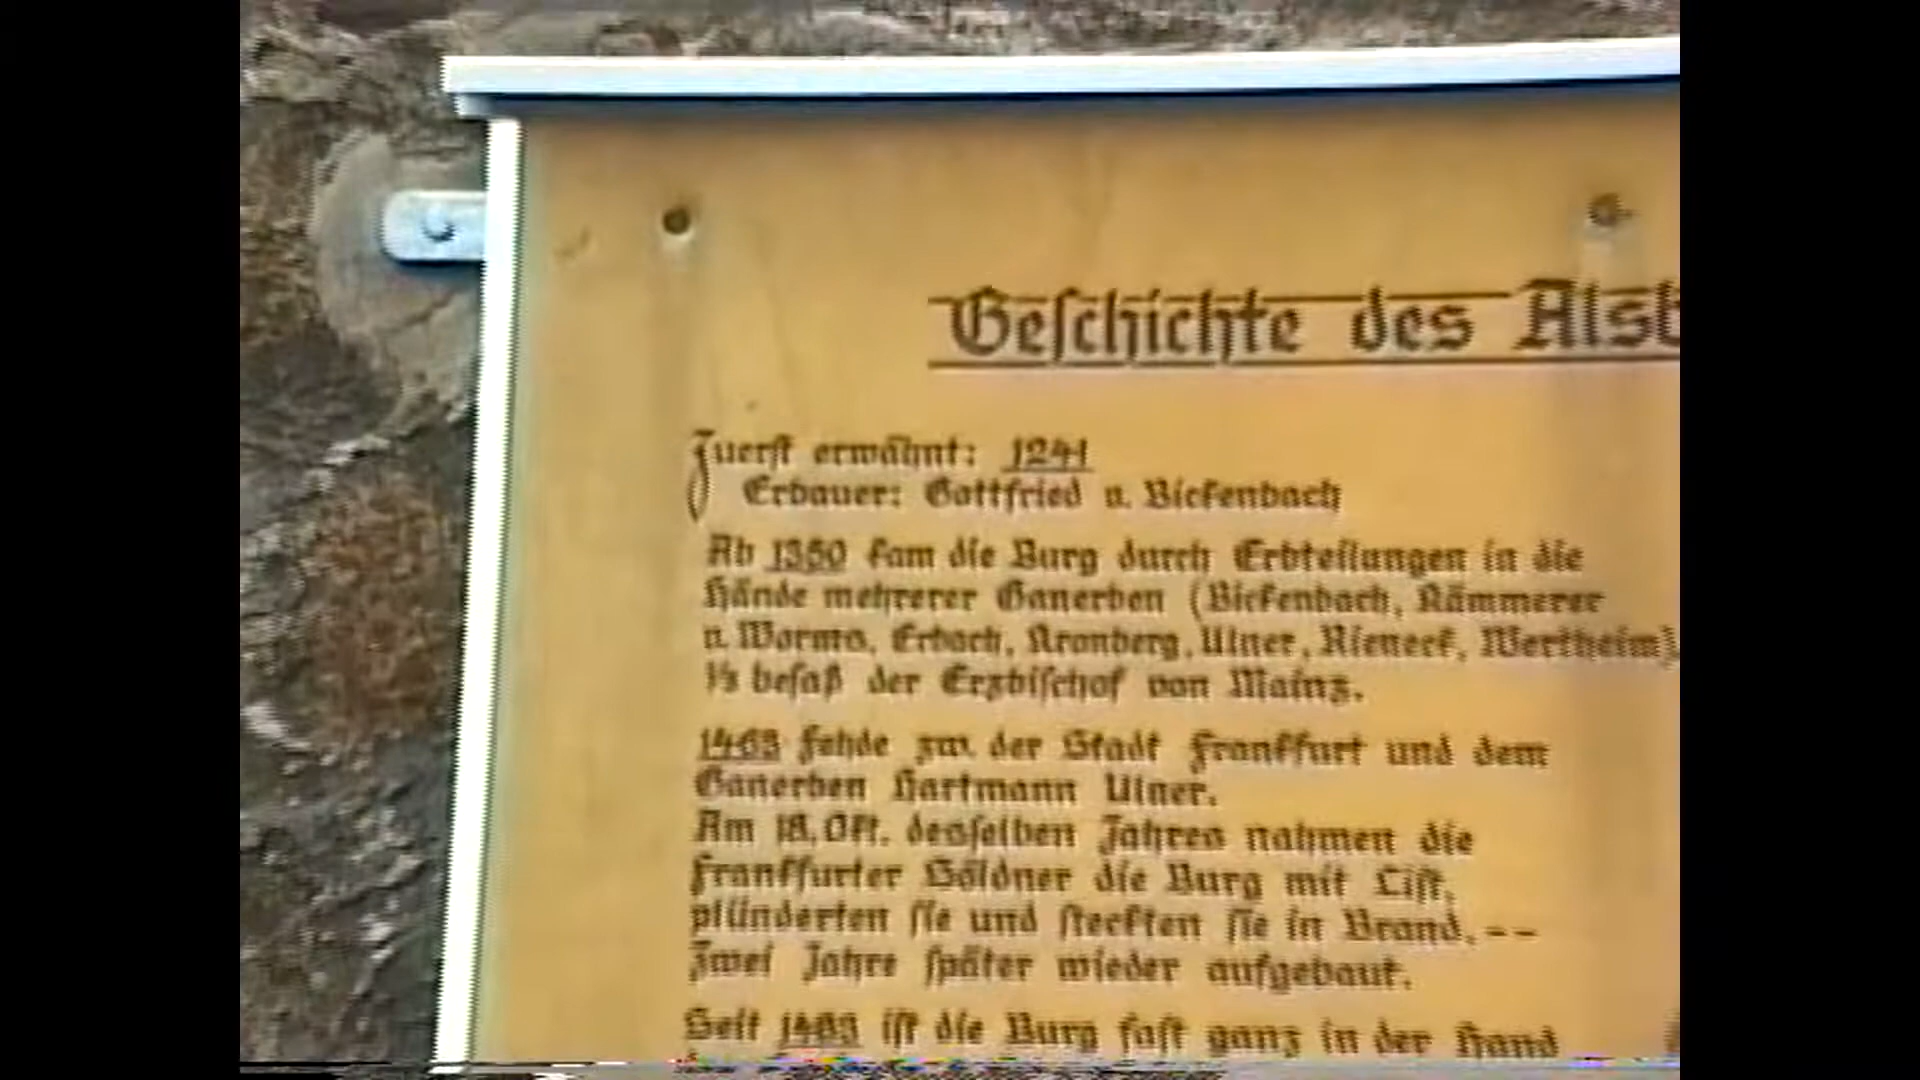 Geschichte des Alsb
Zuerst erwähnt: 1241
Erbauer: Gottfried v. Bickenbach
Ab 1350 kam die Burg durch Erbteilungen in die
Hände mehrerer Ganerben (Bickenbach, Kämmerer
v. Worms, Erbach, Kronberg, Ulner, Rieneck, Wertheim)
⅓ besaß der Erzbischof von Mainz.
1463 Fehde zw. der Stadt Frankfurt und dem
Ganerben Hartmann Ulner.
Am 18. Okt. desselben Jahres nahmen die
Frankfurter Söldner die Burg mit List,
plünderten sie und steckten sie in Brand. --
Zwei Jahre später wieder aufgebaut.
Seit 1483 ist die Burg fast ganz in der Hand